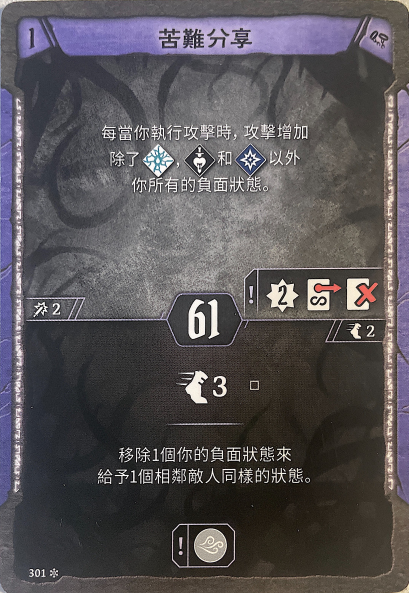 1
苦難分享
每當你執行攻擊時，攻擊增加
除了，和以外
你所有的負面狀態。
! 2
2
61
2
3
移除1個你的負面狀態來
給予1個相鄰敵人同樣的狀態。
!
301